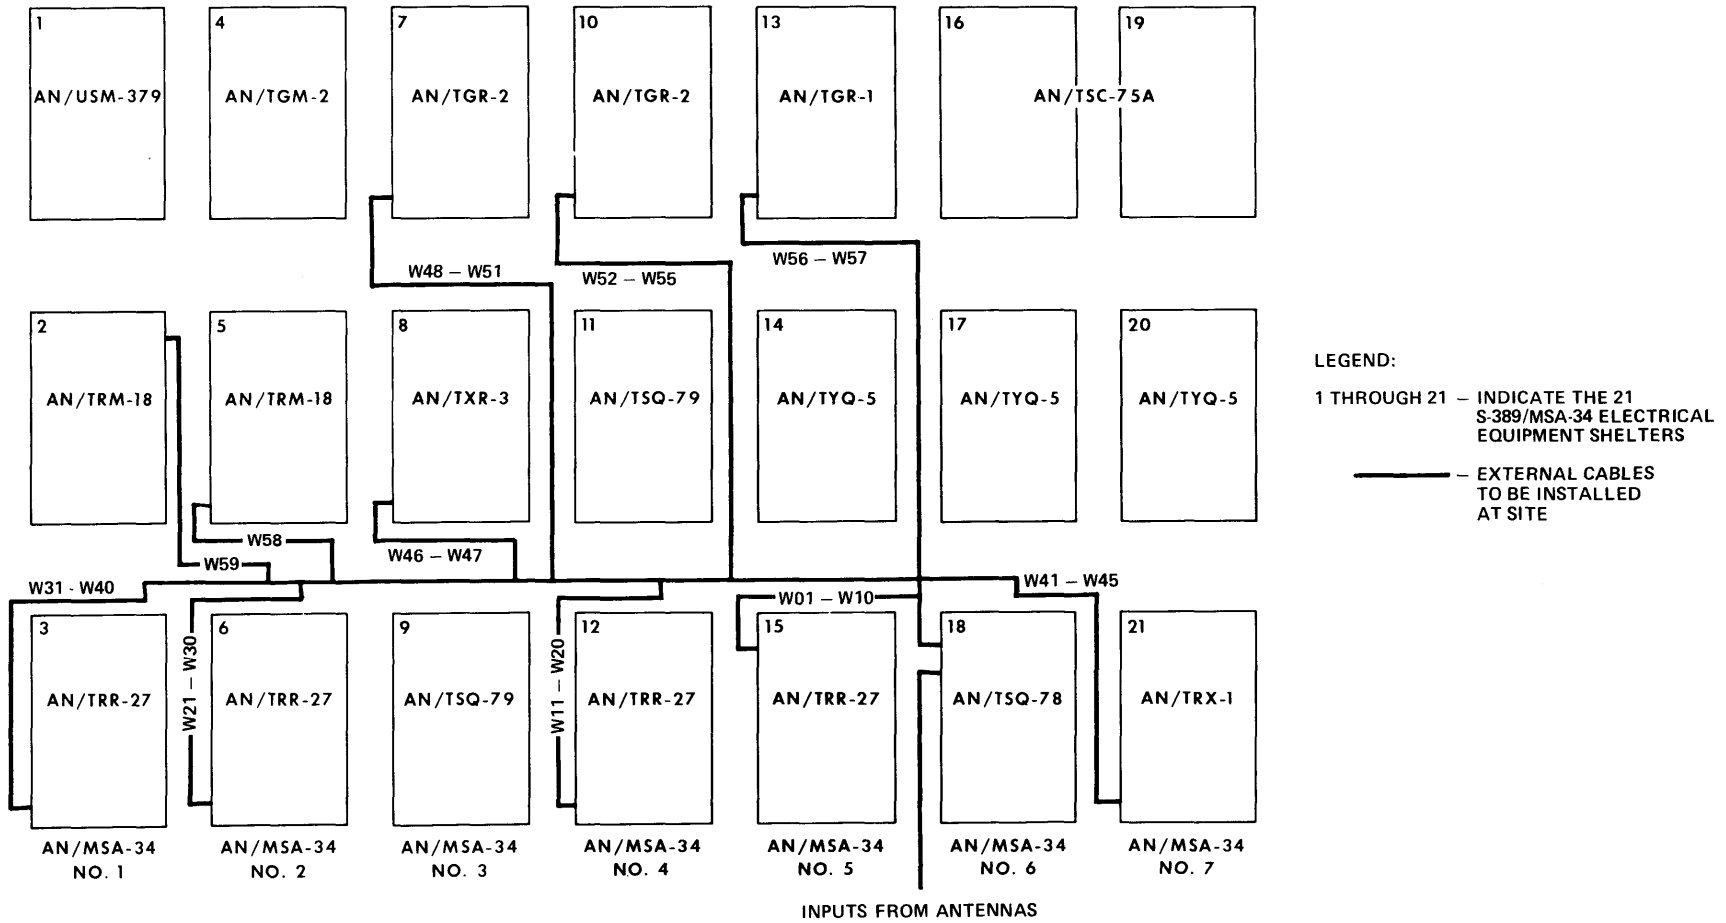 1
4
7
10
13
16
19
AN/USM-379
AN/TGM-2
AN/TGR-2
AN/TGR-2
AN/TGR-1
AN/TSC-75A
W56 – W57
W48 – W51
W52 – W55
2
5
8
11
14
17
20
AN/TRM-18
AN/TRM-18
AN/TXR-3
AN/TSQ-79
AN/TYQ-5
AN/TYQ-5
AN/TYQ-5
LEGEND:
1 THROUGH 21 – INDICATE THE 21
S-389/MSA-34 ELECTRICAL
EQUIPMENT SHELTERS
– EXTERNAL CABLES
TO BE INSTALLED
AT SITE
W58
W46 – W47
W59
W31 - W40
W41 – W45
W01 – W10
W21 – W30
W11 – W20
3
6
9
12
15
18
21
AN/TRR-27
AN/TRR-27
AN/TSQ-79
AN/TRR-27
AN/TRR-27
AN/TSQ-78
AN/TRX-1
AN/MSA-34
NO. 1
AN/MSA-34
NO. 2
AN/MSA-34
NO. 3
AN/MSA-34
NO. 4
AN/MSA-34
NO. 5
AN/MSA-34
NO. 6
AN/MSA-34
NO. 7
INPUTS FROM ANTENNAS